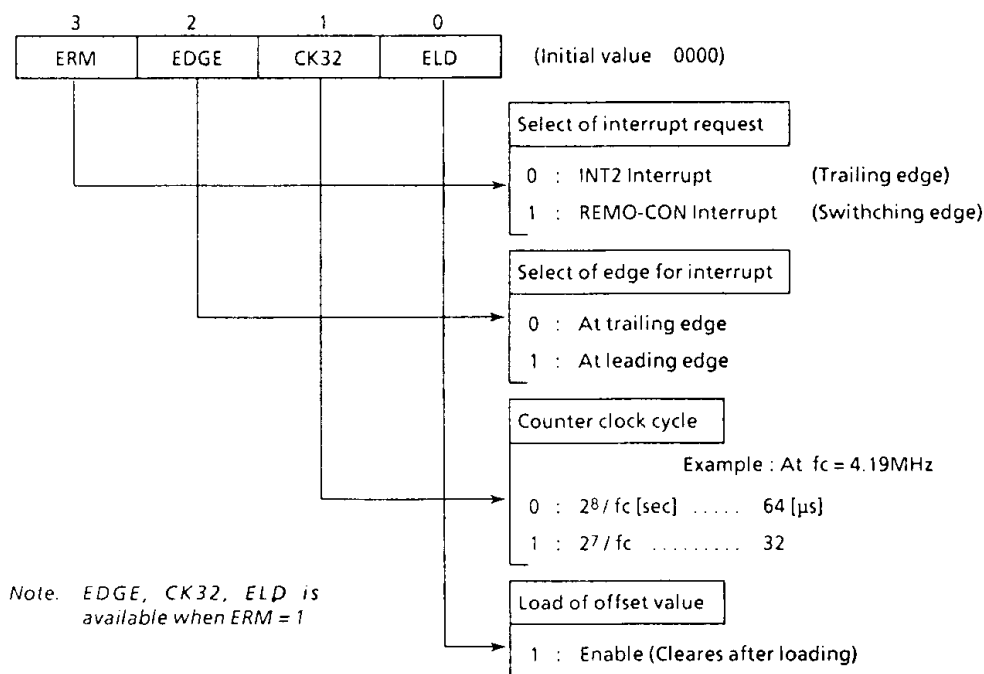 3 2 1 0
ERM EDGE CK32 ELD (Initial value 0000)
Select of interrupt request
0 : INT2 Interrupt (Trailing edge)
1 : REMO-CON Interrupt (Swithching edge)
Select of edge for interrupt
0 : At trailing edge
1 : At leading edge
Counter clock cycle
Example : At fc = 4.19MHz
0 : 2⁸/ fc [sec] ..... 64 [µs]
1 : 2⁷/ fc ......... 32
Note. EDGE, CK32, ELD is
available when ERM = 1
Load of offset value
1 : Enable (Cleares after loading)